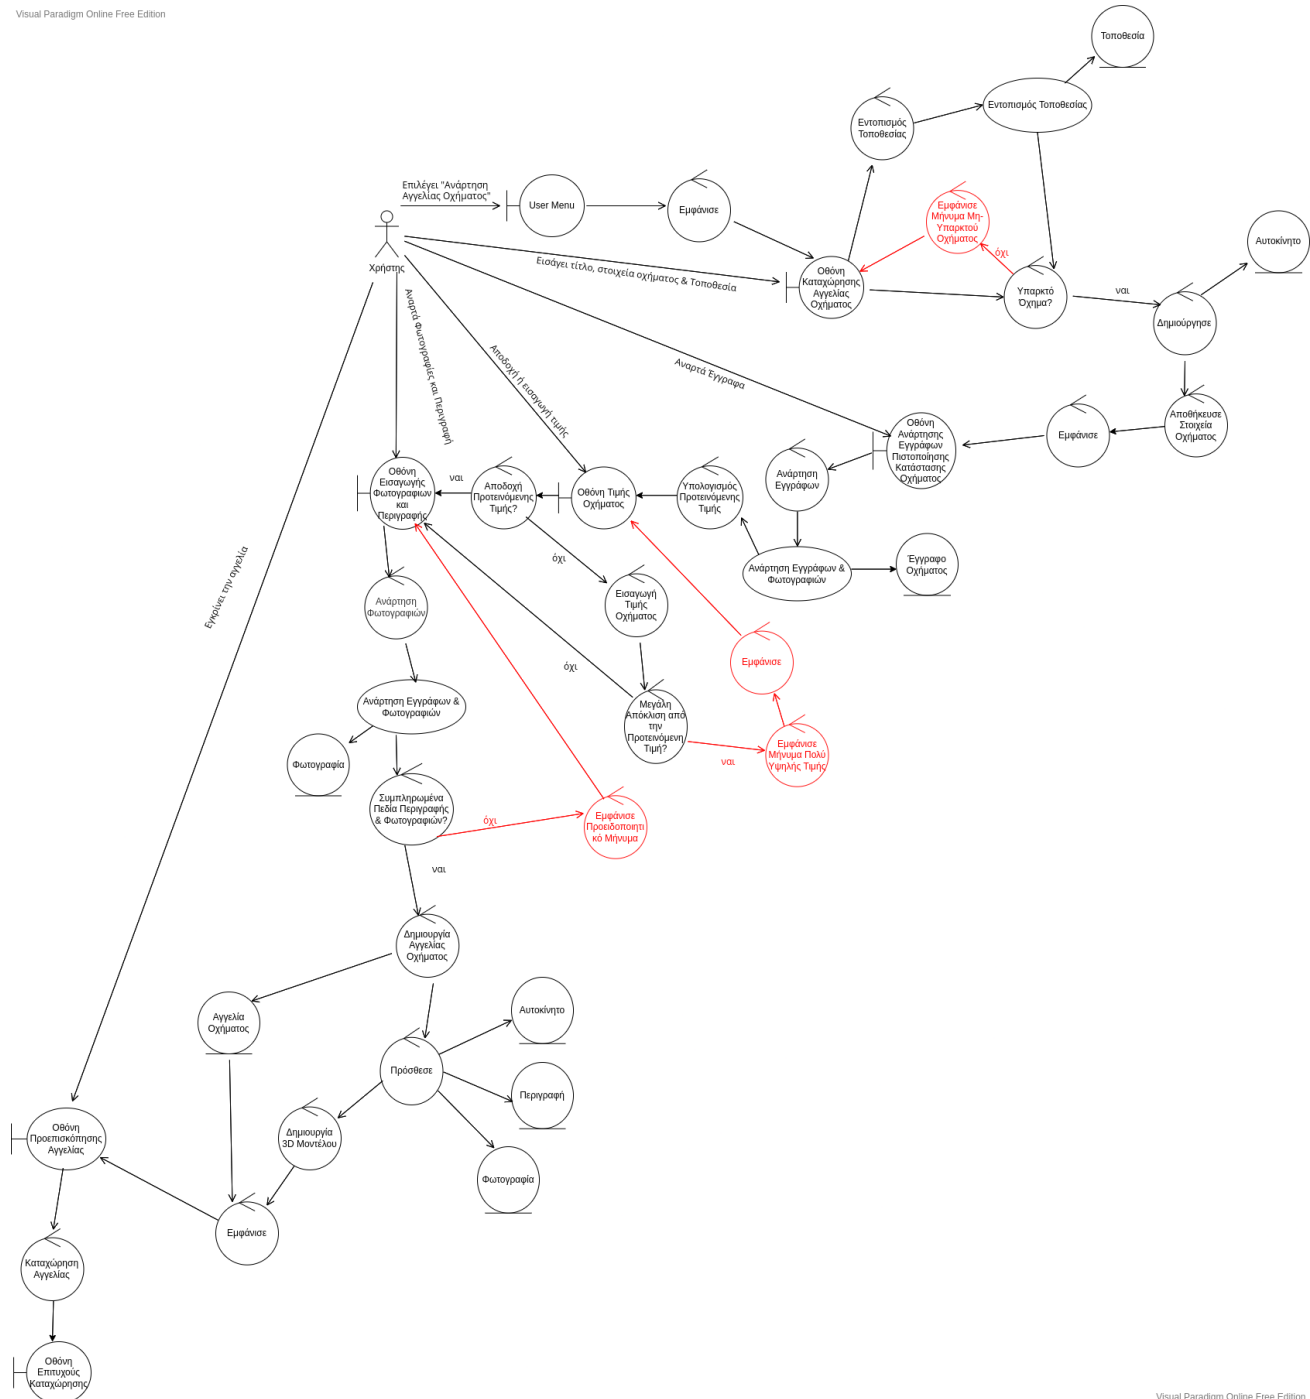 Visual Paradigm Online Free Edition
Τοποθεσία
Εντοπισμός Τοποθεσίας
Εντοπισμός
Τοποθεσίας
Επιλέγει "Ανάρτηση
Αγγελίας Οχήματος"
User Menu
Εμφάνισε
Εμφάνισε
Μήνυμα Μη-
Υπαρκτού
Οχήματος
Αυτοκίνητο
Χρήστης
Εισάγει τίτλο, στοιχεία οχήματος & Τοποθεσία
όχι
Οθόνη
Καταχώρησης
Αγγελίας
Οχήματος
Υπαρκτό
Όχημα?
ναι
Δημιούργησε
Αναρτά Φωτογραφίες και Περιγραφή
Αποδοχή ή εισαγωγή τιμής
Αναρτά Έγγραφα
Οθόνη
Ανάρτησης
Εγγράφων
Πιστοποίησης
Κατάστασης
Οχήματος
Εμφάνισε
Αποθήκευσε
Στοιχεία
Οχήματος
Οθόνη
Εισαγωγής
Φωτογραφιων
και
Περιγραφής
ναι
Αποδοχή
Προτεινόμενης
Τιμής?
Οθόνη Τιμής
Οχήματος
Υπολογισμός
Προτεινόμενης
Τιμής
Ανάρτηση
Εγγράφων
όχι
Ανάρτηση Εγγράφων &
Φωτογραφιών
Έγγραφο
Οχήματος
Εγκρίνει την αγγελία
Ανάρτηση
Φωτογραφιών
Εισαγωγή
Τιμής
Οχήματος
όχι
Εμφάνισε
Ανάρτηση Εγγράφων &
Φωτογραφιών
Μεγάλη
Απόκλιση από
την
Προτεινόμενη
Τιμή?
ναι
Εμφάνισε
Μήνυμα Πολύ
Υψηλής Τιμής
Φωτογραφία
Συμπληρωμένα
Πεδία Περιγραφής
& Φωτογραφιών?
όχι
Εμφάνισε
Προειδοποιητι
κό Μήνυμα
ναι
Δημιουργία
Αγγελίας
Οχήματος
Αγγελία
Οχήματος
Αυτοκίνητο
Πρόσθεσε
Περιγραφή
Οθόνη
Προεπισκόπησης
Αγγελίας
Δημιουργία
3D Μοντέλου
Φωτογραφία
Εμφάνισε
Καταχώρηση
Αγγελίας
Οθόνη
Επιτυχούς
Καταχώρησης
Visual Paradigm Online Free Edition